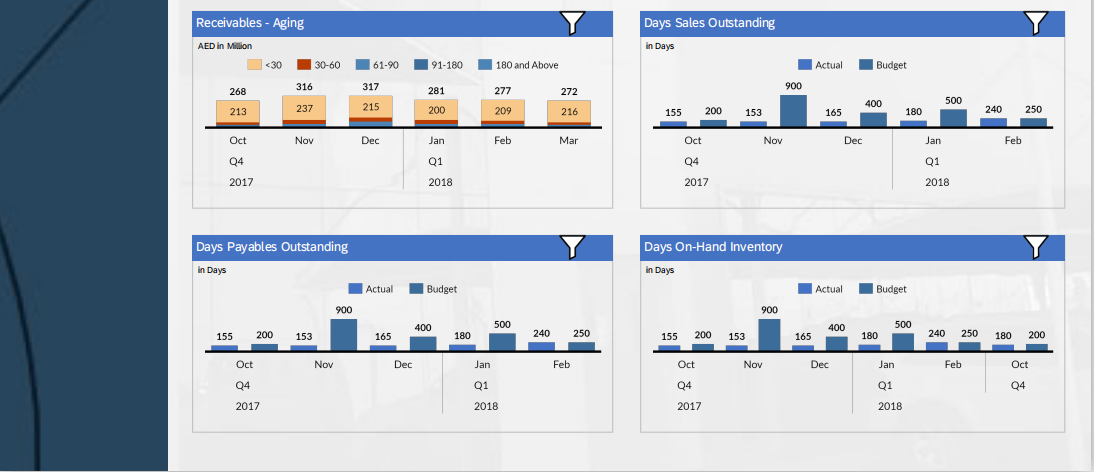 Receivables - Aging
AED in Million
<30 30-60 61-90 91-180 180 and Above
268 316 317 281 277 272
213 237 215 200 209 216
Oct Nov Dec Jan Feb Mar
Q4 Q1
2017 2018
Days Sales Outstanding
in Days
Actual Budget
155 200 153 900 165 400 180 500 240 250
Oct Nov Dec Jan Feb
Q4 Q1
2017 2018
Days Payables Outstanding
in Days
Actual Budget
155 200 153 900 165 400 180 500 240 250
Oct Nov Dec Jan Feb
Q4 Q1
2017 2018
Days On-Hand Inventory
in Days
Actual Budget
155 200 153 900 165 400 180 500 240 250 180 200
Oct Nov Dec Jan Feb Oct
Q4 Q1 Q4
2017 2018